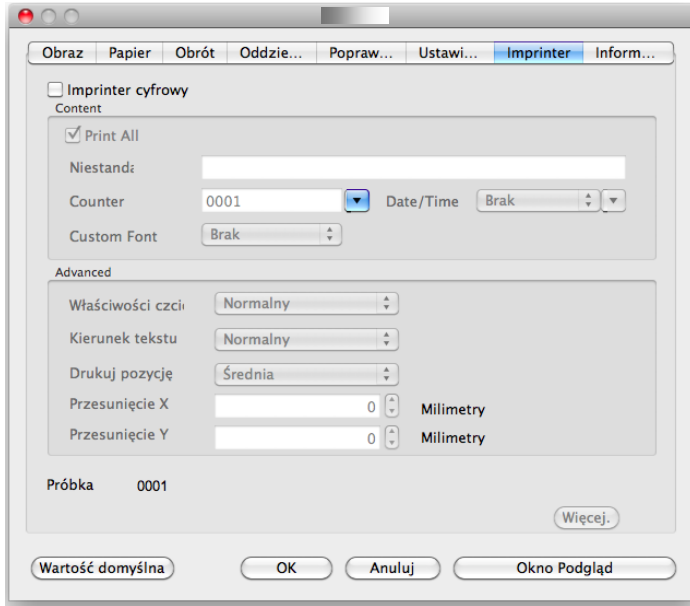 Obraz Papier Obrót Oddzie... Popraw... Ustawi... Imprinter Inform...
Imprinter cyfrowy
Content
Print All
Niestanda
Counter 0001 Date/Time Brak
Custom Font Brak
Advanced
Właściwości czci Normalny
Kierunek tekstu Normalny
Drukuj pozycję Średnia
Przesunięcie X 0 Milimetry
Przesunięcie Y 0 Milimetry
Próbka 0001
Więcej.
Wartość domyślna OK Anuluj Okno Podgląd